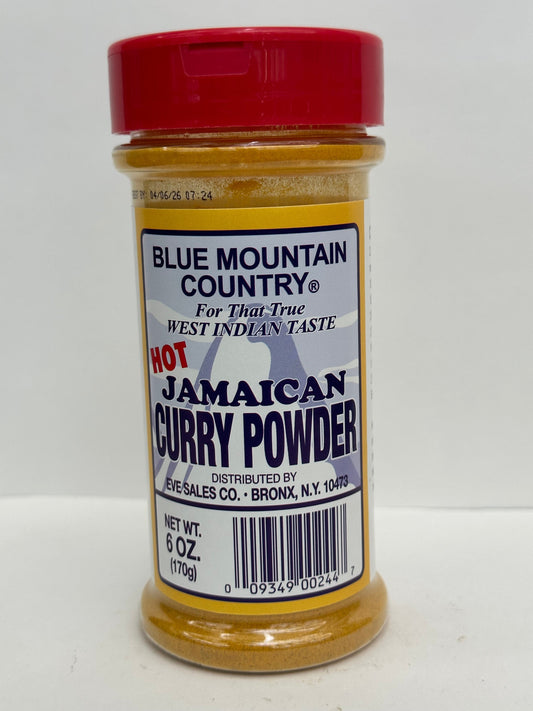 BY: 04/06/26 07:24
BLUE MOUNTAIN
COUNTRY®
For That True
WEST INDIAN TASTE
HOT
JAMAICAN
CURRY POWDER
DISTRIBUTED BY
EVE SALES CO. • BRONX, N.Y. 10473
NET WT.
6 OZ.
(170g)
0 09349 00244 7